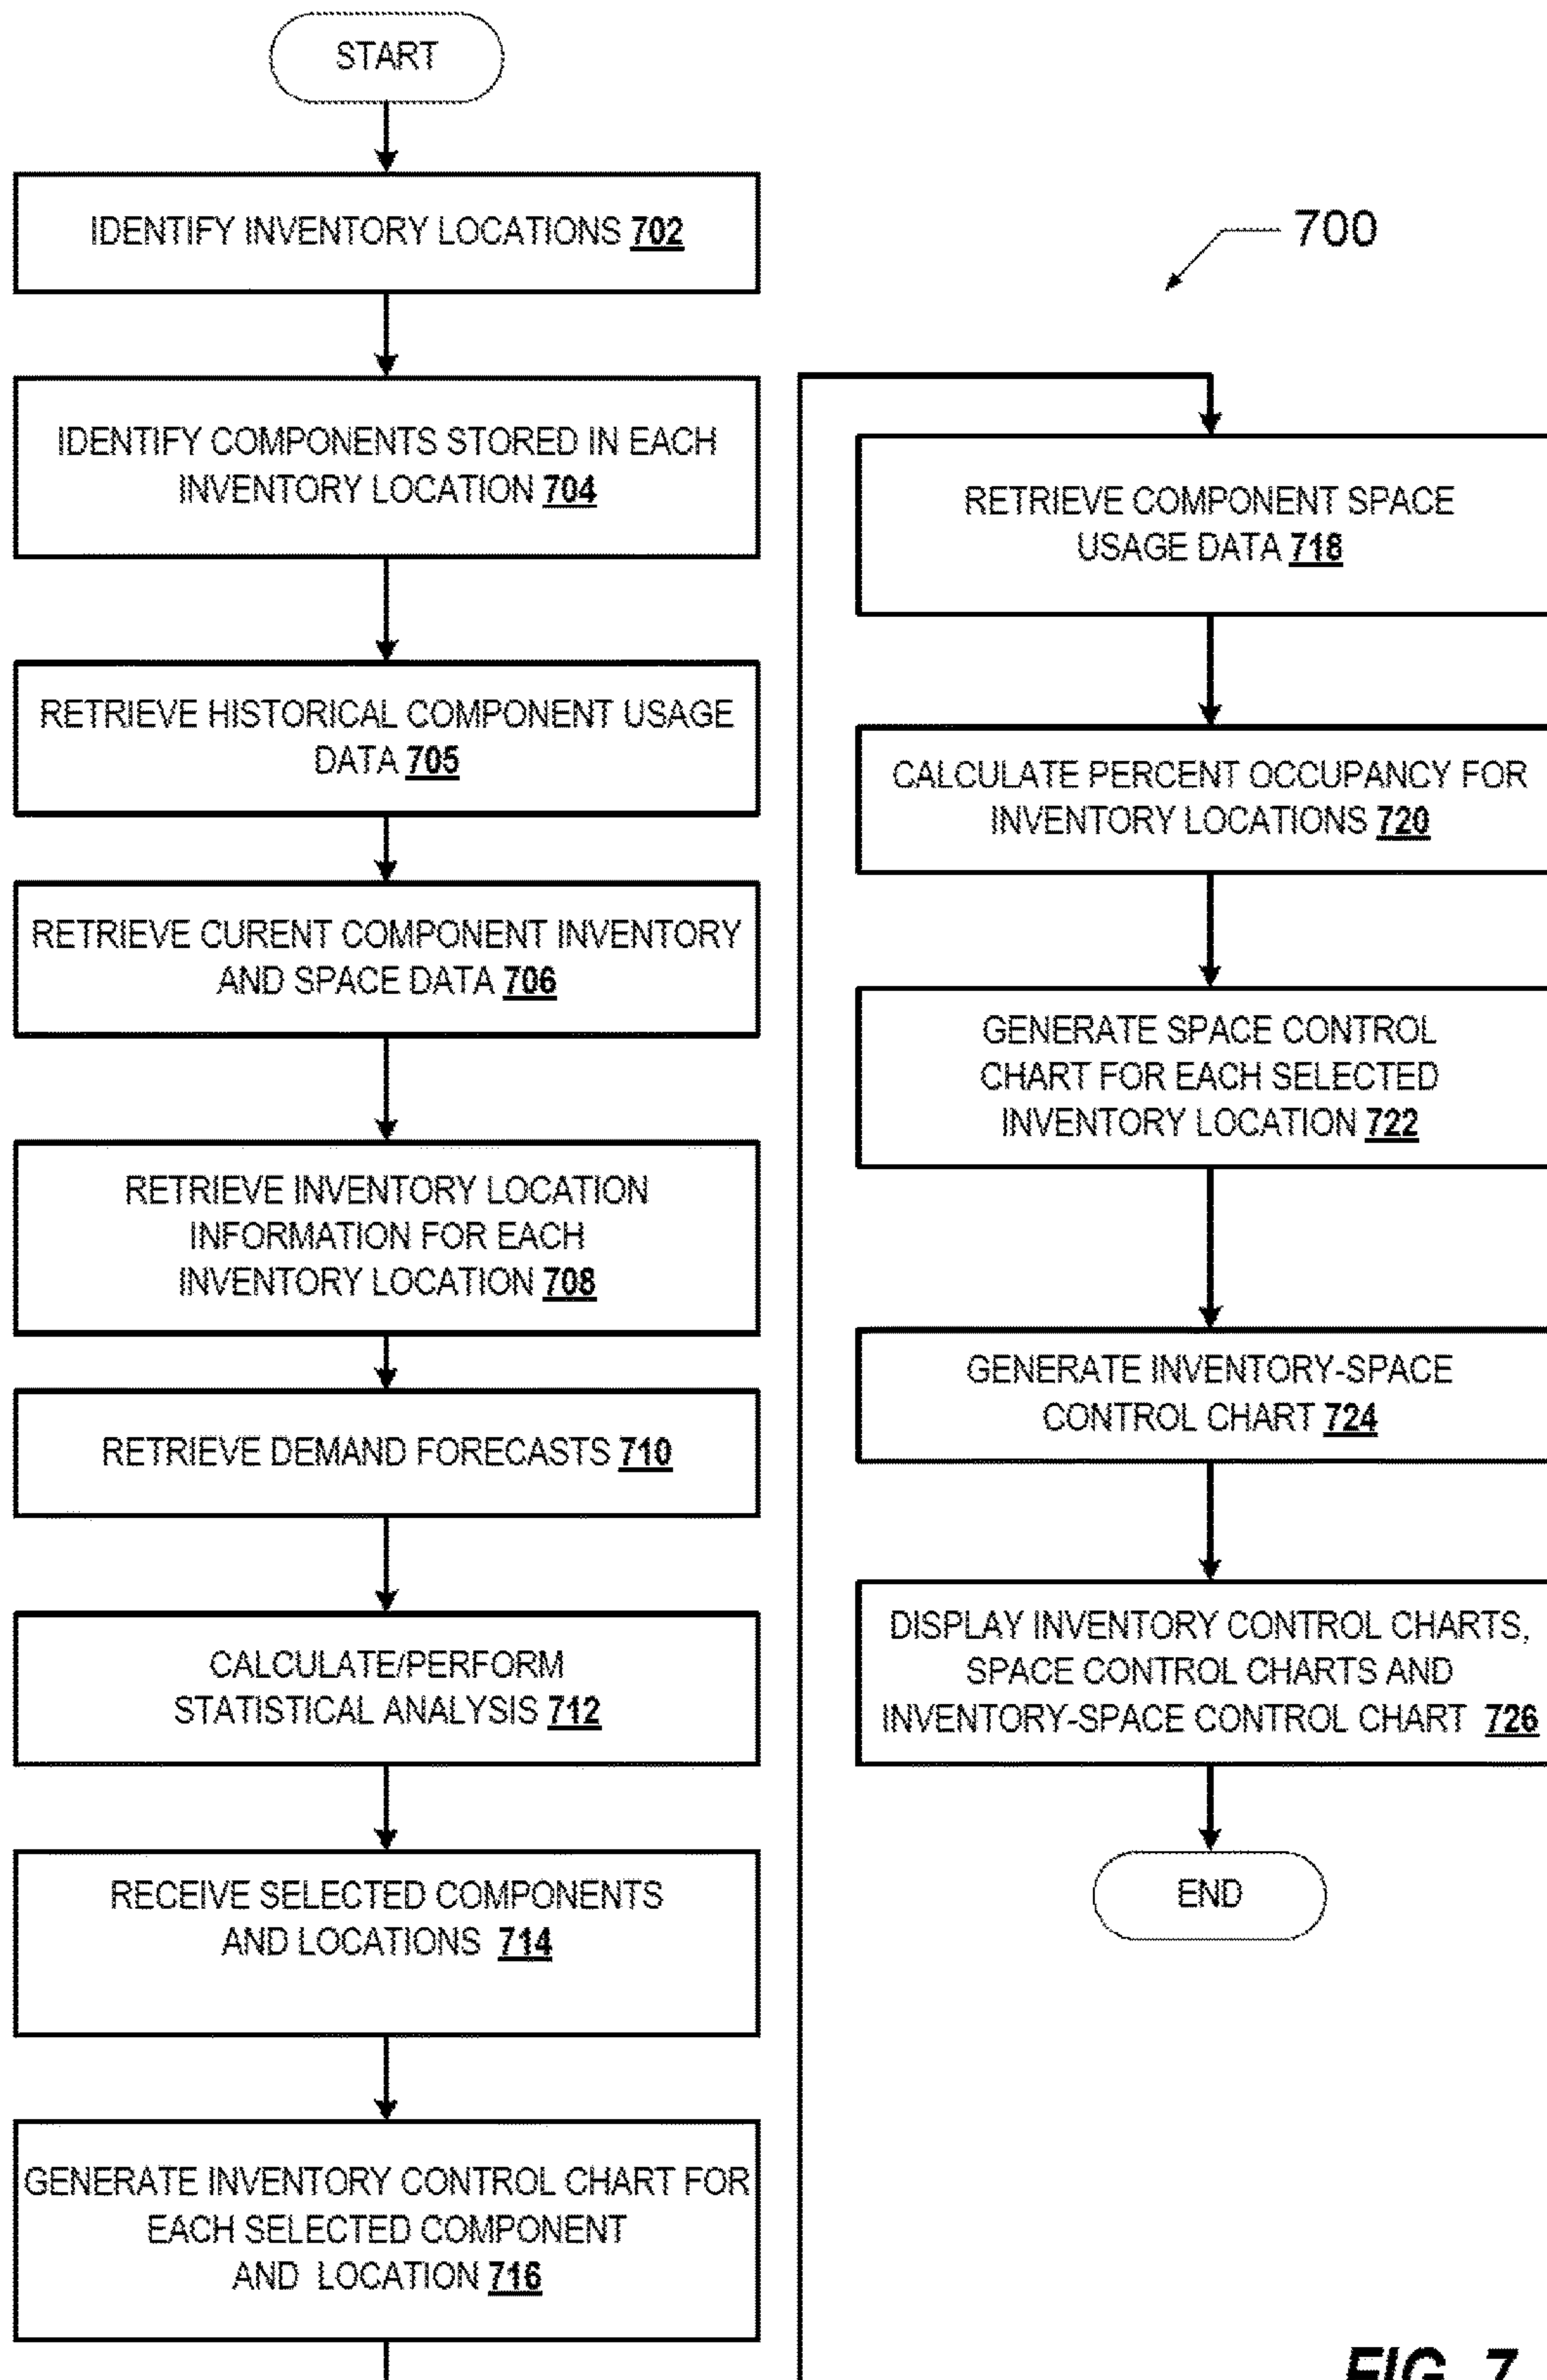 START
IDENTIFY INVENTORY LOCATIONS 702
IDENTIFY COMPONENTS STORED IN EACH
INVENTORY LOCATION 704
RETRIEVE HISTORICAL COMPONENT USAGE
DATA 705
RETRIEVE CURENT COMPONENT INVENTORY
AND SPACE DATA 706
RETRIEVE INVENTORY LOCATION
INFORMATION FOR EACH
INVENTORY LOCATION 708
RETRIEVE DEMAND FORECASTS 710
CALCULATE/PERFORM
STATISTICAL ANALYSIS 712
RECEIVE SELECTED COMPONENTS
AND LOCATIONS 714
GENERATE INVENTORY CONTROL CHART FOR
EACH SELECTED COMPONENT
AND LOCATION 716
700
RETRIEVE COMPONENT SPACE
USAGE DATA 718
CALCULATE PERCENT OCCUPANCY FOR
INVENTORY LOCATIONS 720
GENERATE SPACE CONTROL
CHART FOR EACH SELECTED
INVENTORY LOCATION 722
GENERATE INVENTORY-SPACE
CONTROL CHART 724
DISPLAY INVENTORY CONTROL CHARTS,
SPACE CONTROL CHARTS AND
INVENTORY-SPACE CONTROL CHART 726
END
FIG. 7